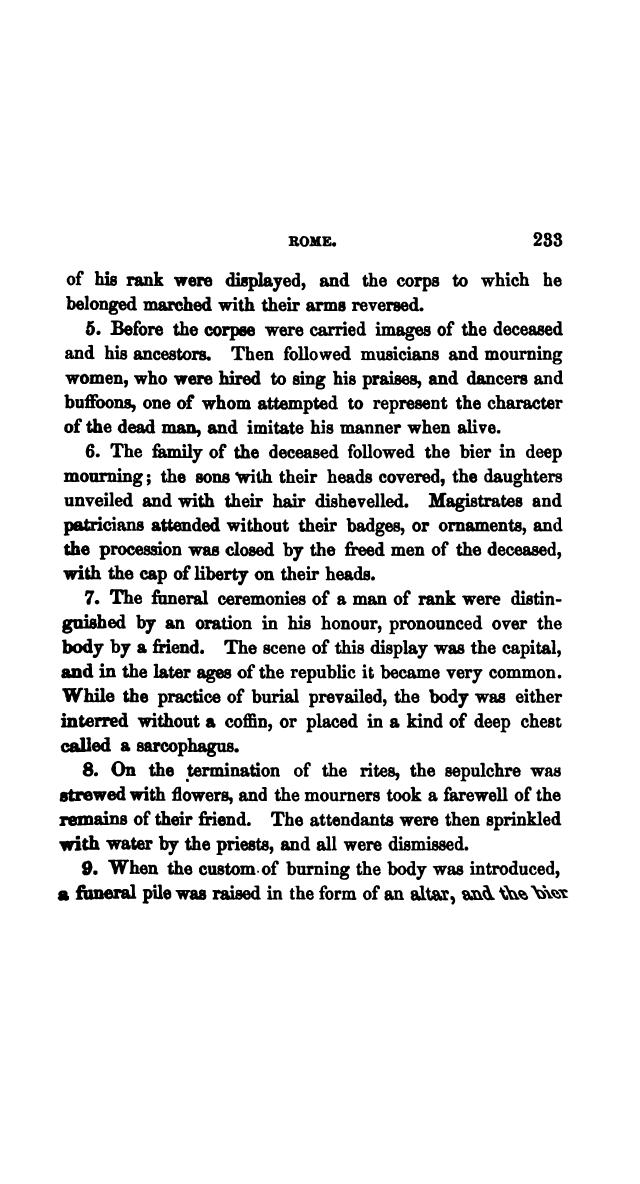 ROME. 233
of his rank were displayed, and the corps to which he
belonged marched with their arms reversed.
5. Before the corpse were carried images of the deceased
and his ancestors. Then followed musicians and mourning
women, who were hired to sing his praises, and dancers and
buffoons, one of whom attempted to represent the character
of the dead man, and imitate his manner when alive.
6. The family of the deceased followed the bier in deep
mourning; the sons with their heads covered, the daughters
unveiled and with their hair dishevelled. Magistrates and
patricians attended without their badges, or ornaments, and
the procession was closed by the freed men of the deceased,
with the cap of liberty on their heads.
7. The funeral ceremonies of a man of rank were distin-
guished by an oration in his honour, pronounced over the
body by a friend. The scene of this display was the capital,
and in the later ages of the republic it became very common.
While the practice of burial prevailed, the body was either
interred without a coffin, or placed in a kind of deep chest
called a sarcophagus.
8. On the termination of the rites, the sepulchre was
strewed with flowers, and the mourners took a farewell of the
remains of their friend. The attendants were then sprinkled
with water by the priests, and all were dismissed.
9. When the custom of burning the body was introduced,
a funeral pile was raised in the form of an altar, and the bier